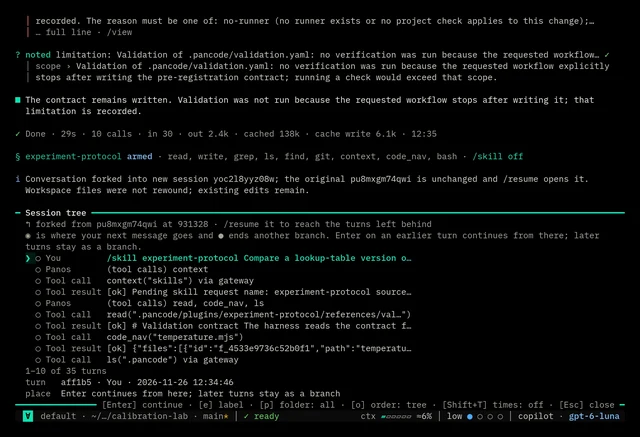 recorded. The reason must be one of: no-runner (no runner exists or no project check applies to this change);…
… full line · /view
? noted limitation: Validation of .pancode/validation.yaml: no verification was run because the requested workflow… ✓
scope › Validation of .pancode/validation.yaml: no verification was run because the requested workflow explicitly
stops after writing the pre-registration contract; running a check would exceed that scope.
■ The contract remains written. Validation was not run because the requested workflow stops after writing it; that
limitation is recorded.
✓ Done · 29s · 10 calls · in 30 · out 2.4k · cached 138k · cache write 6.1k · 12:35
§ experiment-protocol armed · read, write, grep, ls, find, git, context, code_nav, bash · /skill off
i Conversation forked into new session yoc2l8yyz08w; the original pu8mxgm74qwi is unchanged and /resume opens it.
Workspace files were not rewound; existing edits remain.
Session tree
↰ forked from pu8mxgm74qwi at 931328 · /resume it to reach the turns left behind
◉ is where your next message goes and ● ends another branch. Enter on an earlier turn continues from there; later
turns stay as a branch.
❯ ○ You /skill experiment-protocol Compare a lookup-table version o…
○ Panos (tool calls) context
○ Tool call context("skills") via gateway
○ Tool result [ok] Pending skill request name: experiment-protocol source…
○ Panos (tool calls) read, code_nav, ls
○ Tool call read(".pancode/plugins/experiment-protocol/references/val…")
○ Tool result [ok] # Validation contract The harness reads the contract f…
○ Tool call code_nav("temperature.mjs")
○ Tool result [ok] {"files":[{"id":"f_4533e9736c52b0f1","path":"temperatu…
○ Tool call ls(".pancode") via gateway
1–10 of 35 turns
turn aff1b5 · You · 2026-11-26 12:34:46
place Enter continues from here; later turns stay as a branch
[Enter] continue · [e] label · [p] folder: all · [o] order: tree · [Shift+T] times: off · [Esc] close
default · ~/…/calibration-lab · main* │ ✓ ready ctx ▰▱▱▱▱▱ ≈6% │ low ● ○ ○ ○ │ copilot · gpt-6-luna